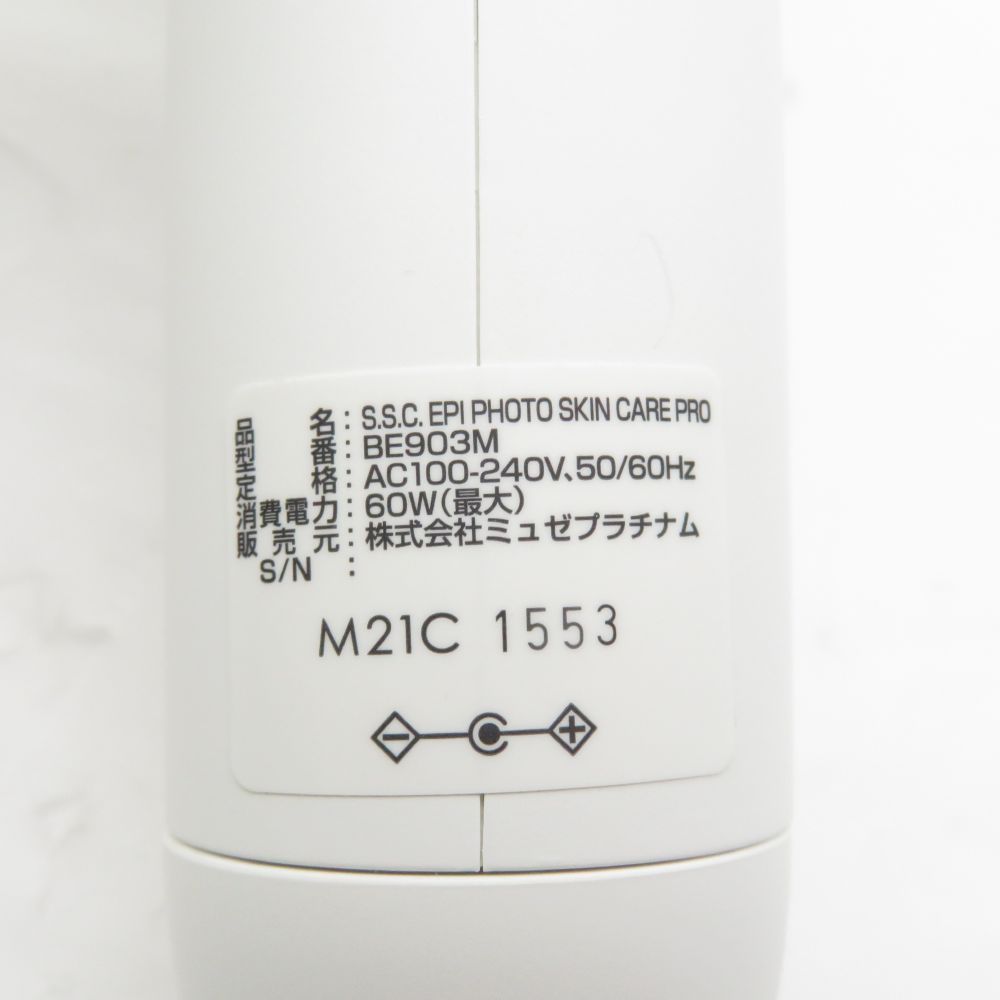 品名：S.S.C. EPI PHOTO SKIN CARE PRO
型番：BE903M
定格：AC100-240V、50/60Hz
消費電力：60W（最大）
販売元：株式会社ミュゼプラチナム
S/N：
M21C 1553